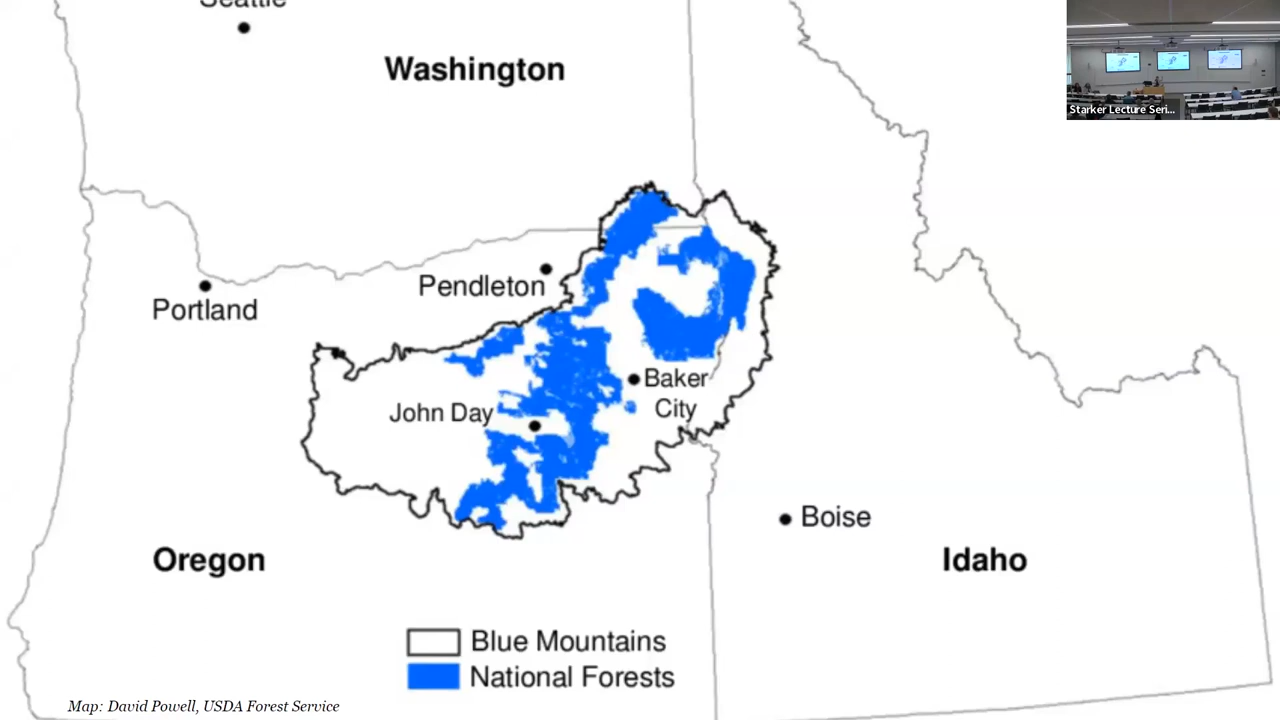 Seattle
Washington
Starker Lecture Seri...
Pendleton
Portland
Baker
City
John Day
Boise
Oregon
Idaho
Blue Mountains
National Forests
Map: David Powell, USDA Forest Service